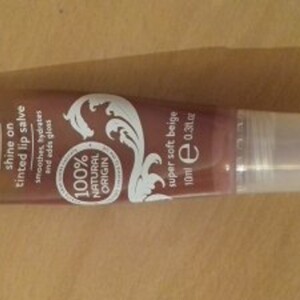 shine on
tinted lip salve
smoothes, hydrates
and adds gloss
100%
NATURAL
ORIGIN
super soft beige
10ml e 0.3fl.oz